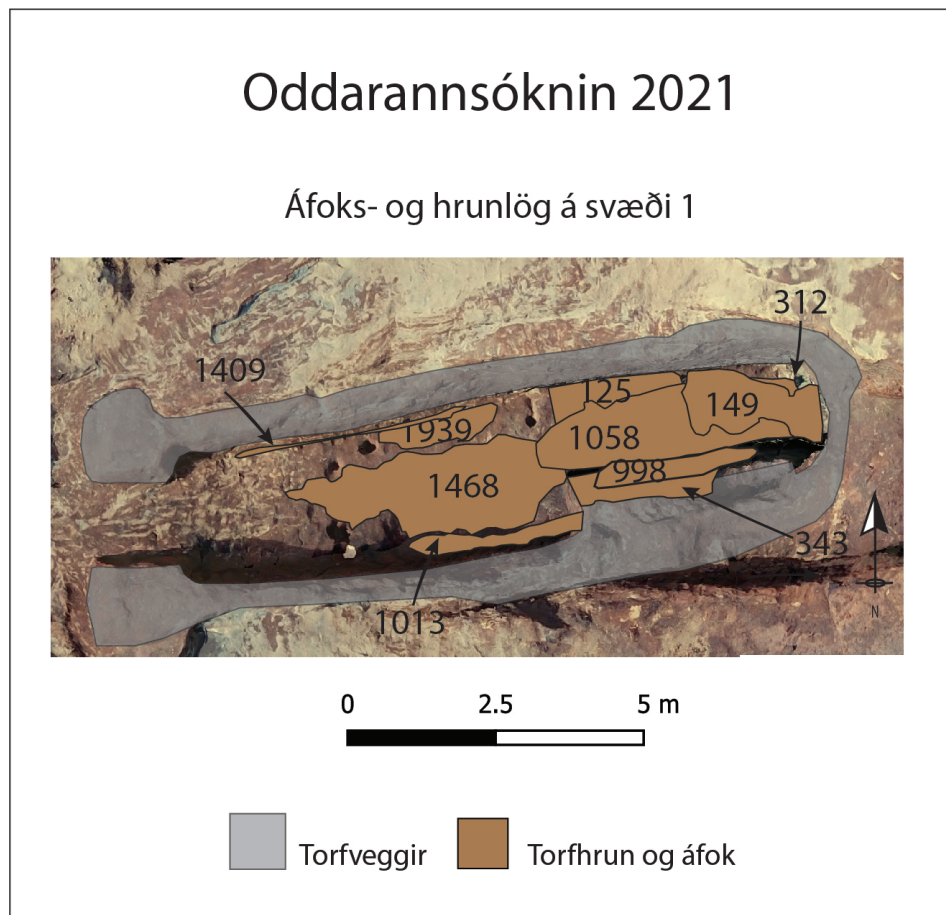 Oddarannsóknin 2021
Áfoks- og hrunlög á svæði 1
312
1409
125
149
1939
1058
998
1468
343
1013
N
0 2.5 5 m
Torfveggir
Torfhrun og áfok